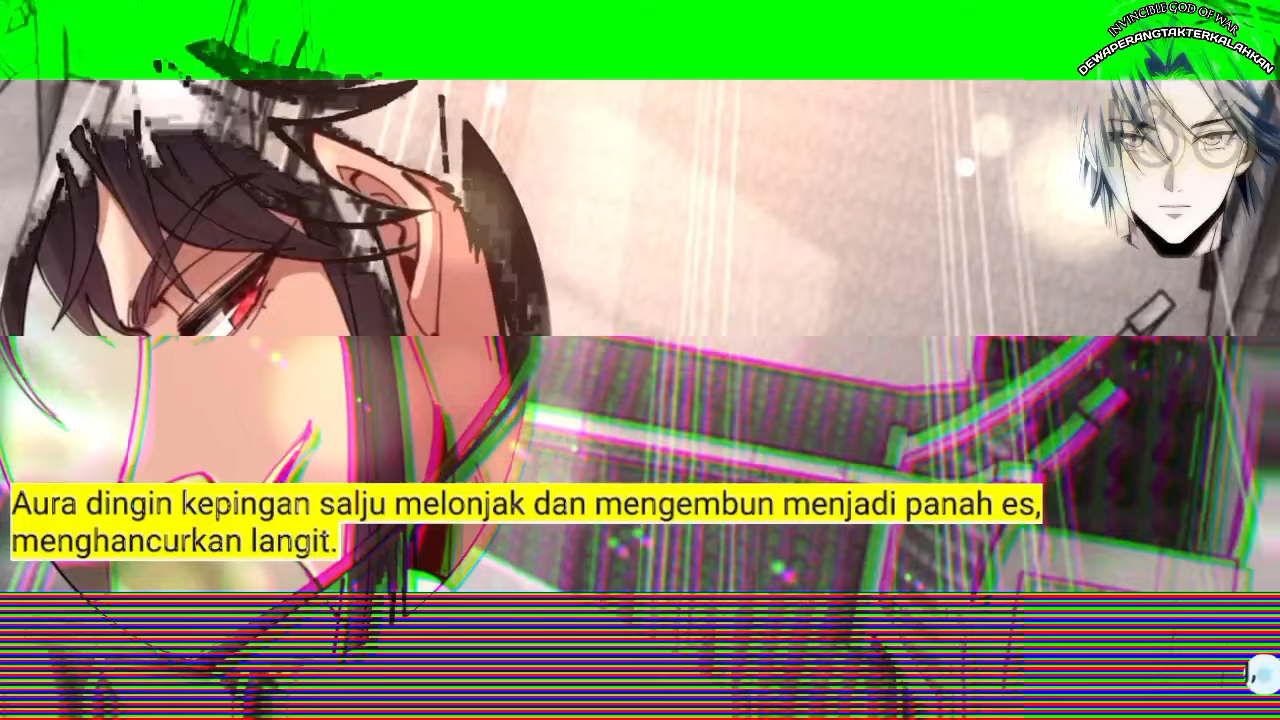 INVINCIBLE GOD OF WAR
DEWAPERANGTAKTERKALAHKAN
Aura dingin kepingan salju melonjak dan mengembun menjadi panah es,
menghancurkan langit.